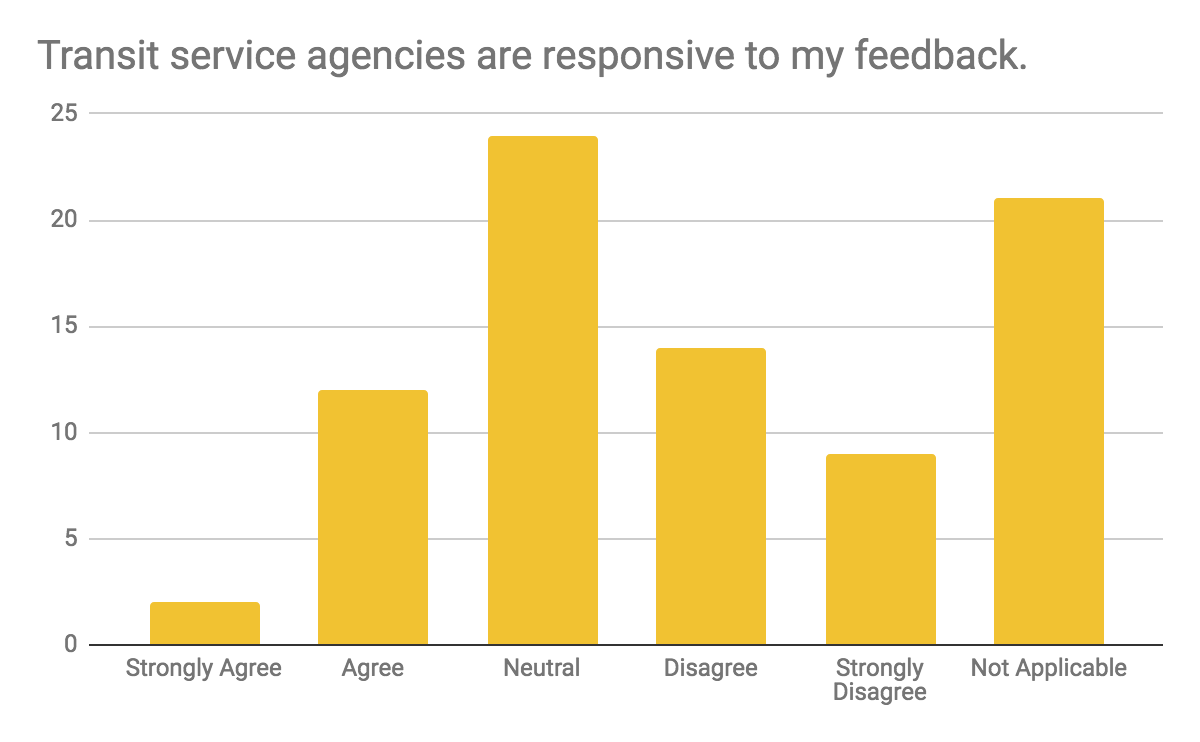 Transit service agencies are responsive to my feedback.
25
20
15
10
5
0
Strongly Agree
Agree
Neutral
Disagree
Strongly
Disagree
Not Applicable